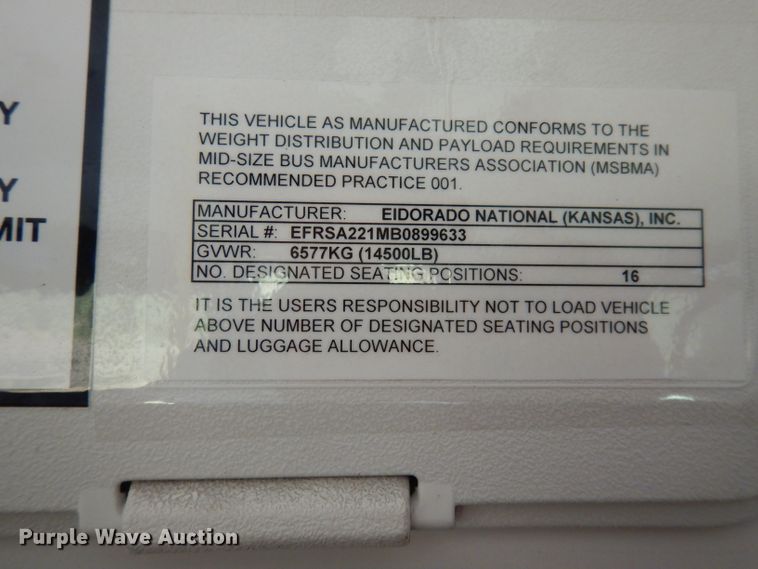 Y
Y
MIT
THIS VEHICLE AS MANUFACTURED CONFORMS TO THE
WEIGHT DISTRIBUTION AND PAYLOAD REQUIREMENTS IN
MID-SIZE BUS MANUFACTURERS ASSOCIATION (MSBMA)
RECOMMENDED PRACTICE 001.
MANUFACTURER: EIDORADO NATIONAL (KANSAS), INC.
SERIAL #: EFRSA221MB0899633
GVWR: 6577KG (14500LB)
NO. DESIGNATED SEATING POSITIONS: 16
IT IS THE USERS RESPONSIBILITY NOT TO LOAD VEHICLE
ABOVE NUMBER OF DESIGNATED SEATING POSITIONS
AND LUGGAGE ALLOWANCE.
Purple Wave Auction